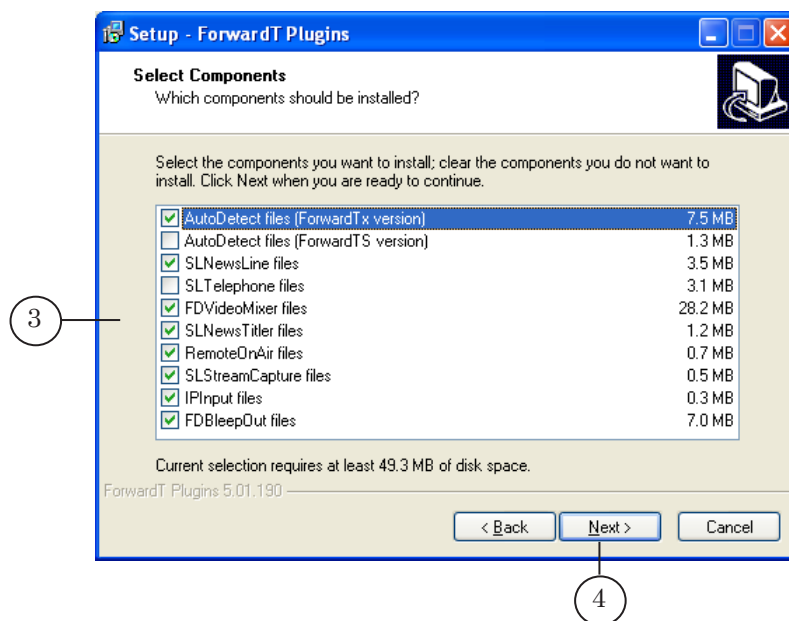 Setup - ForwardT Plugins
Select Components
Which components should be installed?
Select the components you want to install; clear the components you do not want to
install. Click Next when you are ready to continue.
AutoDetect files (ForwardTx version) 7.5 MB
AutoDetect files (ForwardTS version) 1.3 MB
SLNewsLine files 3.5 MB
SLTelephone files 3.1 MB
3
FDVideoMixer files 28.2 MB
SLNewsTitler files 1.2 MB
RemoteOnAir files 0.7 MB
SLStreamCapture files 0.5 MB
IPInput files 0.3 MB
FDBleepOut files 7.0 MB
Current selection requires at least 49.3 MB of disk space.
ForwardT Plugins 5.01.190
< Back Next > Cancel
4